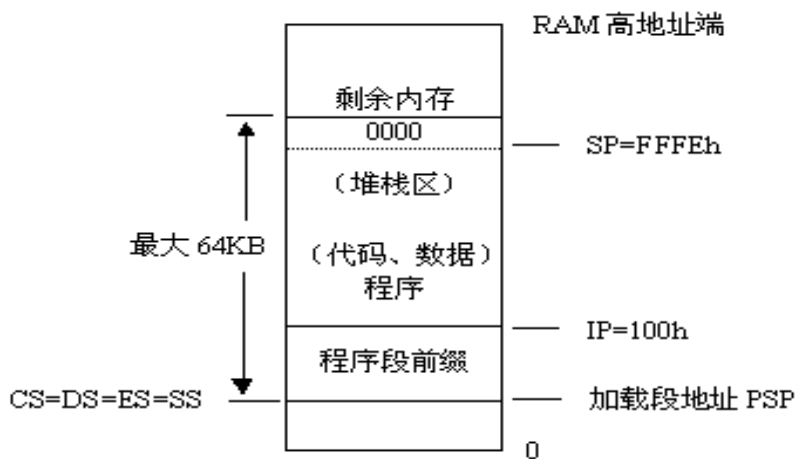 RAM 高地址端
剩余内存
0000
SP=FFFEh
（堆栈区）
最大 64KB
（代码、数据）
程序
IP=100h
程序段前缀
CS=DS=ES=SS
加载段地址 PSP
0